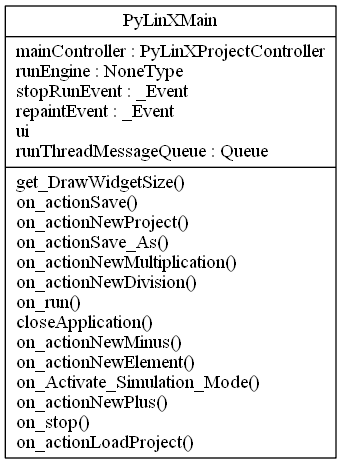 PyLinXMain
mainController : PyLinXProjectController
runEngine : NoneType
stopRunEvent : _Event
repaintEvent : _Event
ui
runThreadMessageQueue : Queue
get_DrawWidgetSize()
on_actionSave()
on_actionNewProject()
on_actionSave_As()
on_actionNewMultiplication()
on_actionNewDivision()
on_run()
closeApplication()
on_actionNewMinus()
on_actionNewElement()
on_Activate_Simulation_Mode()
on_actionNewPlus()
on_stop()
on_actionLoadProject()